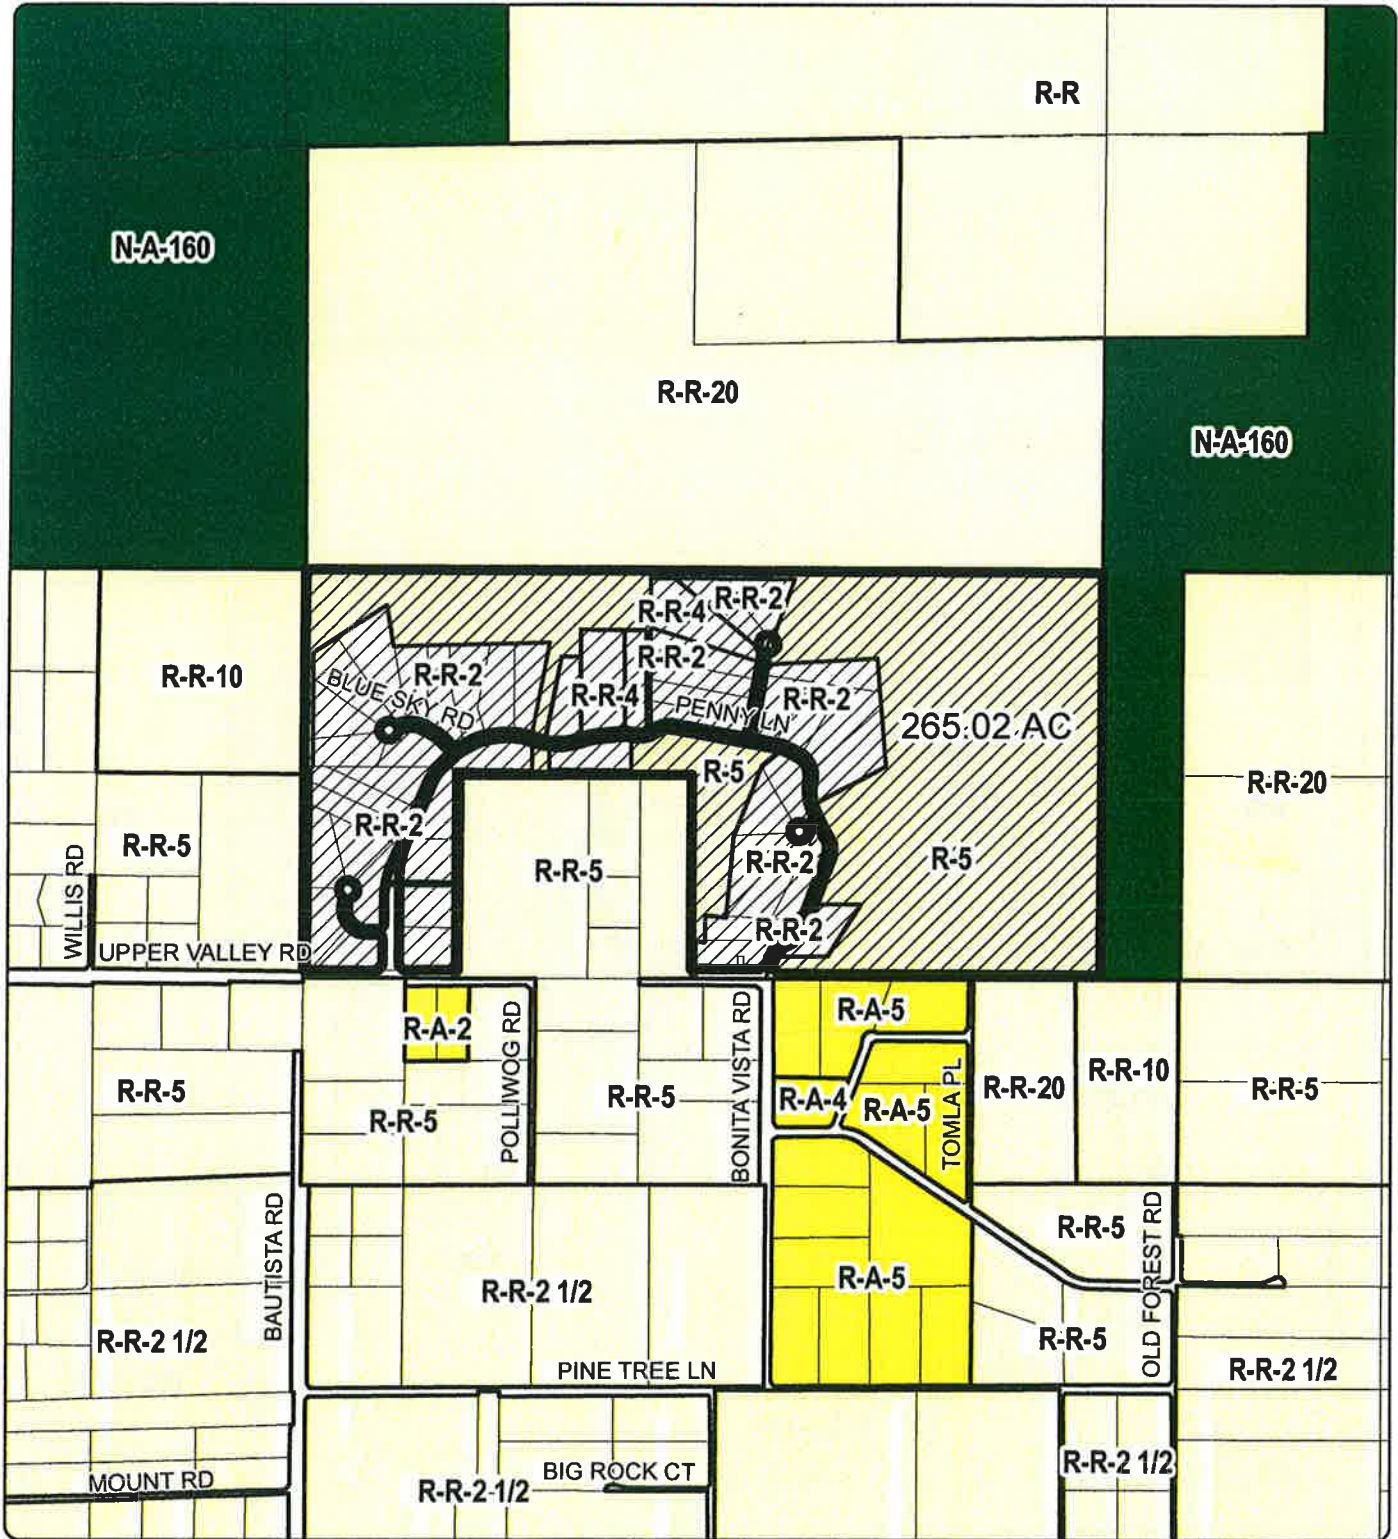 R-R
N-A-160
R-R-20
N-A-160
R-R-2
R-R-4
R-R-2
R-R-10
R-R-2
R-R-4
BLUE SKY RD
PENNY LN
R-R-2
265.02 AC
R-5
R-R-20
R-R-2
R-R-5
R-R-5
R-R-2
R-5
WILLIS RD
R-R-2
UPPER VALLEY RD
R-A-5
R-A-2
POLLIWOG RD
BONITA VISTA RD
R-R-5
R-R-5
R-R-5
R-A-4
R-A-5
TOMLA PL
R-R-20
R-R-10
R-R-5
BAUTISTA RD
R-R-5
OLD FOREST RD
R-R-2 1/2
R-A-5
R-R-2 1/2
R-R-5
PINE TREE LN
R-R-2 1/2
MOUNT RD
R-R-2 1/2
BIG ROCK CT
R-R-2 1/2